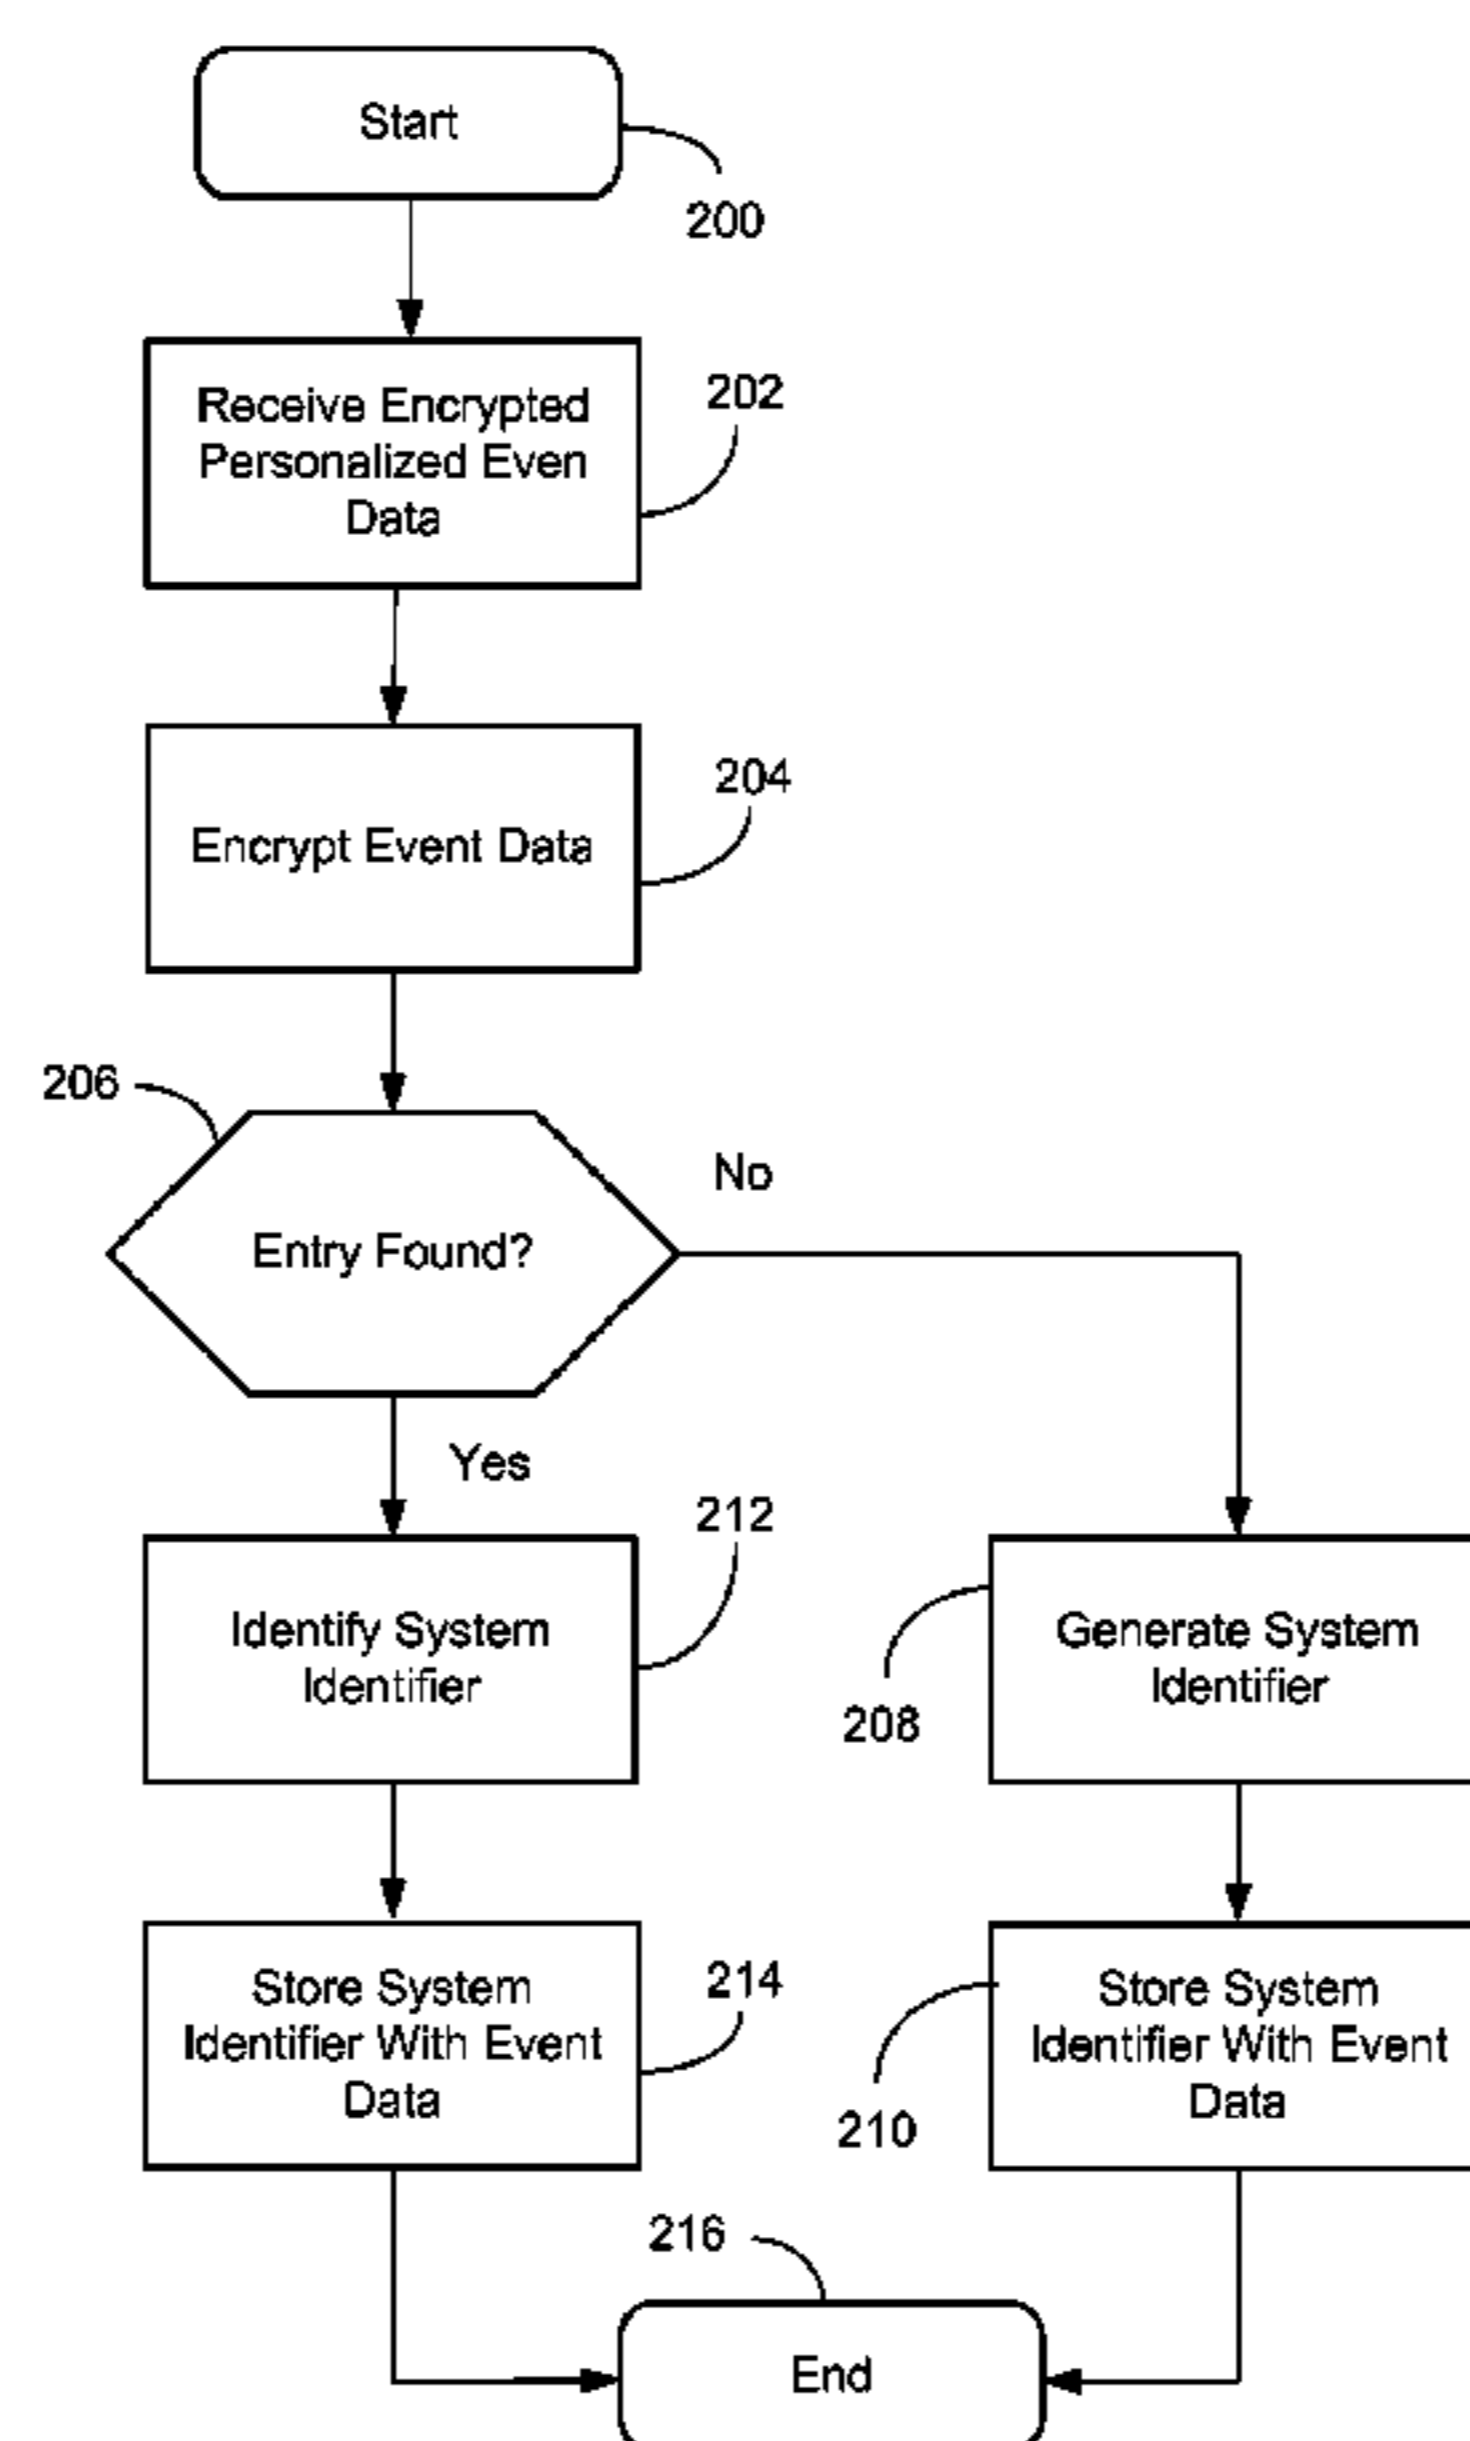 Start
200
Receive Encrypted
Personalized Even
Data
202
Encrypt Event Data
204
206
Entry Found?
No
Yes
Identify System
Identifier
212
Generate System
Identifier
208
Store System
Identifier With Event
Data
214
Store System
Identifier With Event
Data
210
216
End